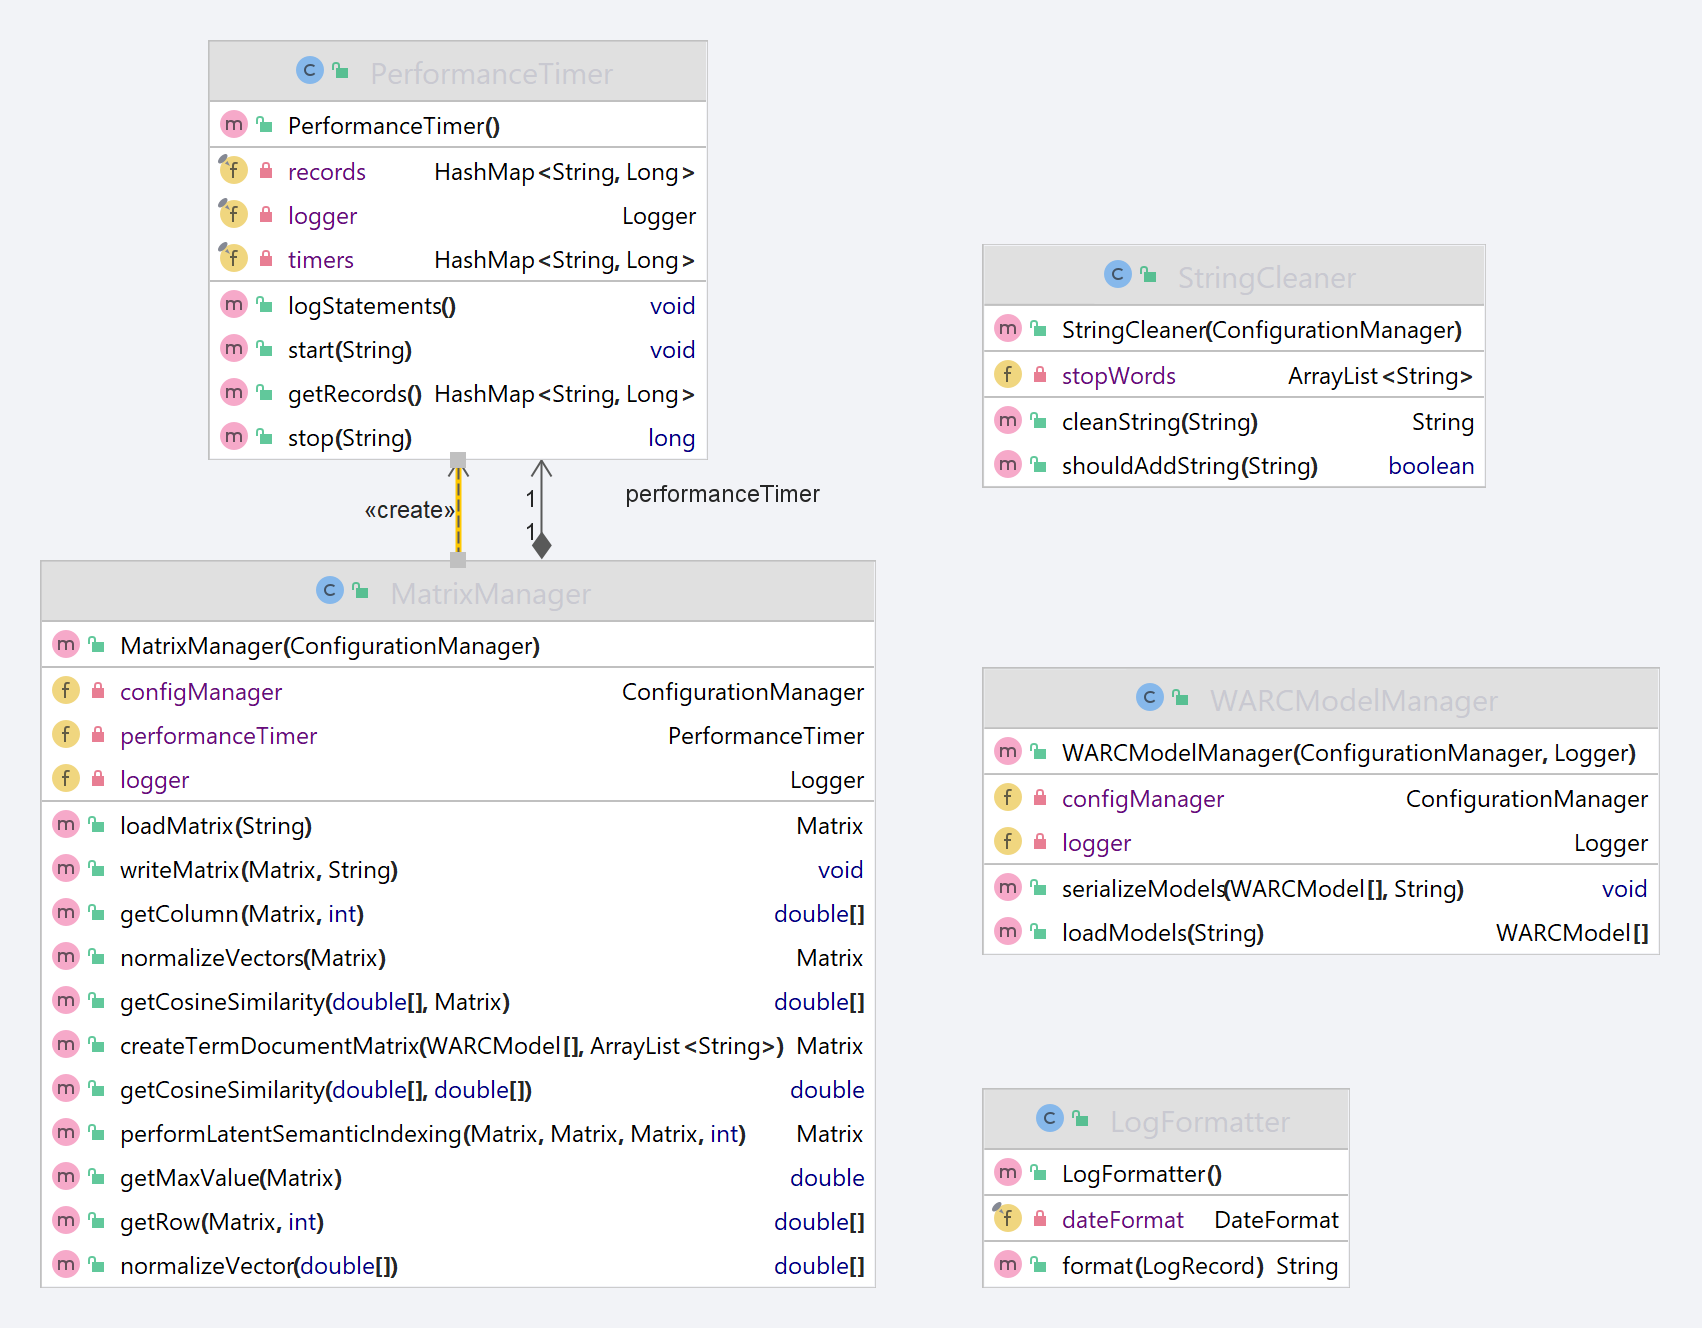 PerformanceTimer
PerformanceTimer()
records HashMap<String, Long>
logger Logger
timers HashMap<String, Long>
logStatements() void
start(String) void
getRecords() HashMap<String, Long>
stop(String) long
«create»
1
1
performanceTimer
MatrixManager
MatrixManager(ConfigurationManager)
configManager ConfigurationManager
performanceTimer PerformanceTimer
logger Logger
loadMatrix(String) Matrix
writeMatrix(Matrix, String) void
getColumn(Matrix, int) double[]
normalizeVectors(Matrix) Matrix
getCosineSimilarity(double[], Matrix) double[]
createTermDocumentMatrix(WARCModel[], ArrayList<String>) Matrix
getCosineSimilarity(double[], double[]) double
performLatentSemanticIndexing(Matrix, Matrix, Matrix, int) Matrix
getMaxValue(Matrix) double
getRow(Matrix, int) double[]
normalizeVector(double[]) double[]
StringCleaner
StringCleaner(ConfigurationManager)
stopWords ArrayList<String>
cleanString(String) String
shouldAddString(String) boolean
WARCModelManager
WARCModelManager(ConfigurationManager, Logger)
configManager ConfigurationManager
logger Logger
serializeModels(WARCModel[], String) void
loadModels(String) WARCModel[]
LogFormatter
LogFormatter()
dateFormat DateFormat
format(LogRecord) String